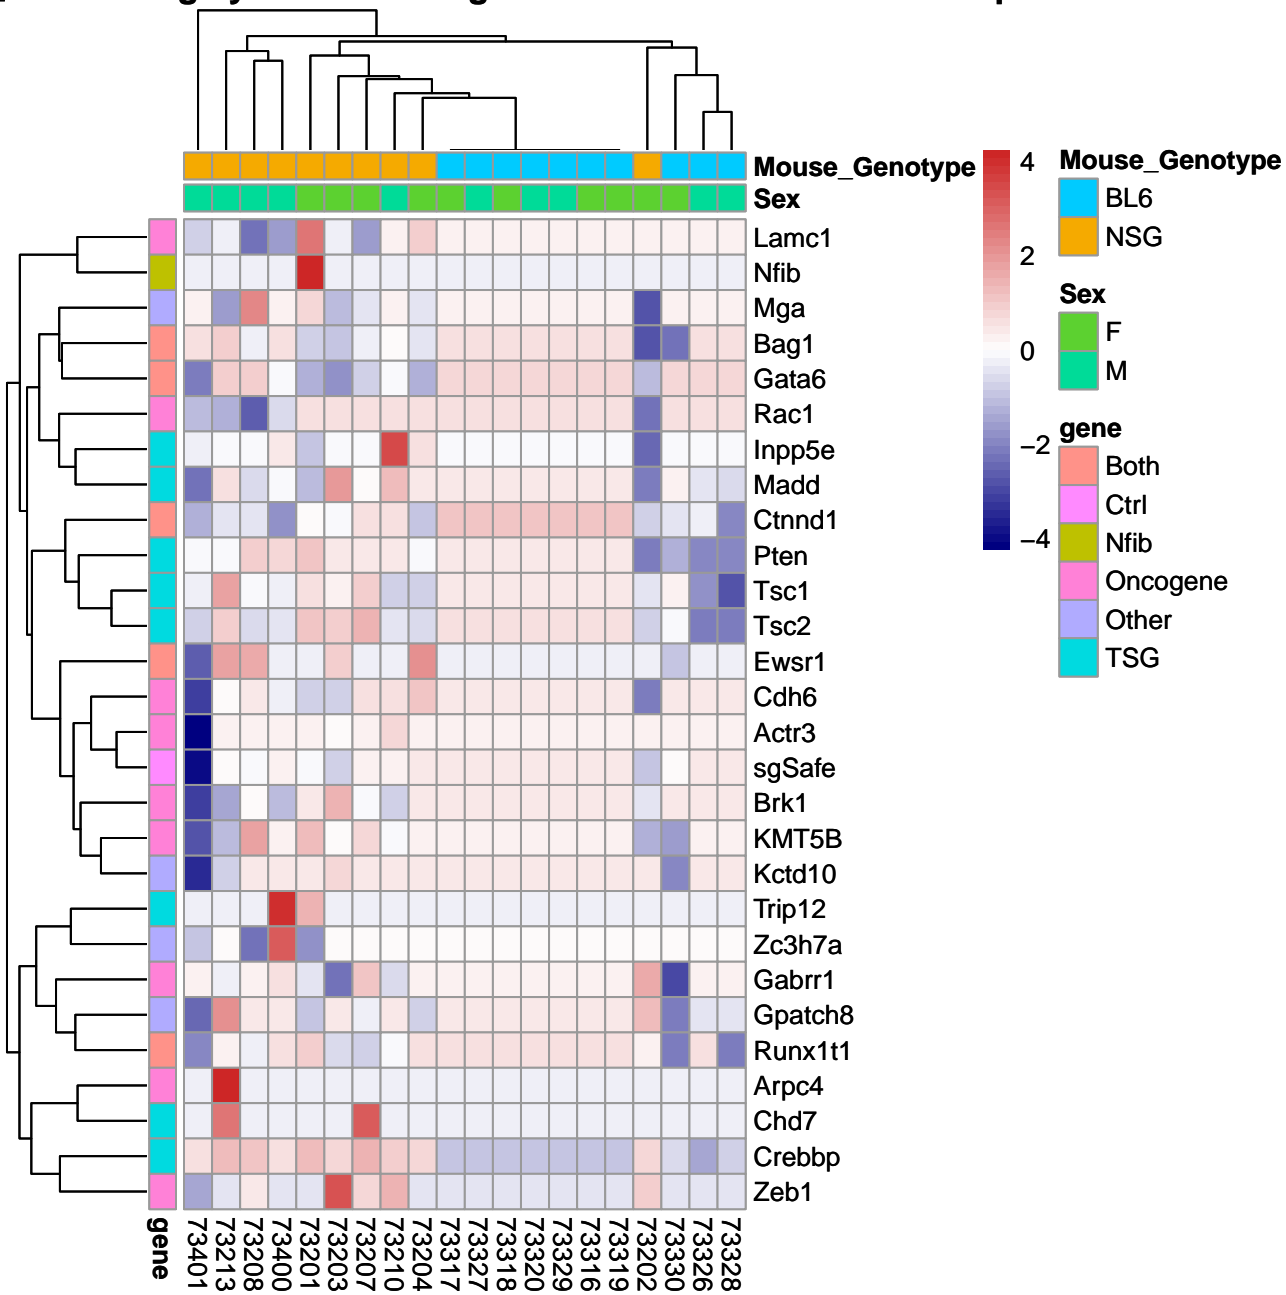 Mouse_Genotype
Sex
Lamc1
Nfib
Mga
Bag1
Gata6
Rac1
Inpp5e
Madd
Ctnnd1
Pten
Tsc1
Tsc2
Ewsr1
Cdh6
Actr3
sgSafe
Brk1
KMT5B
Kctd10
Trip12
Zc3h7a
Gabrr1
Gpatch8
Runx1t1
Arpc4
Chd7
Crebbp
Zeb1
gene
73401
73213
73208
73400
73201
73203
73207
73210
73204
73317
73327
73318
73320
73329
73316
73319
73202
73330
73326
73328
4
2
0
−2
−4
Mouse_Genotype
BL6
NSG
Sex
F
M
gene
Both
Ctrl
Nfib
Oncogene
Other
TSG